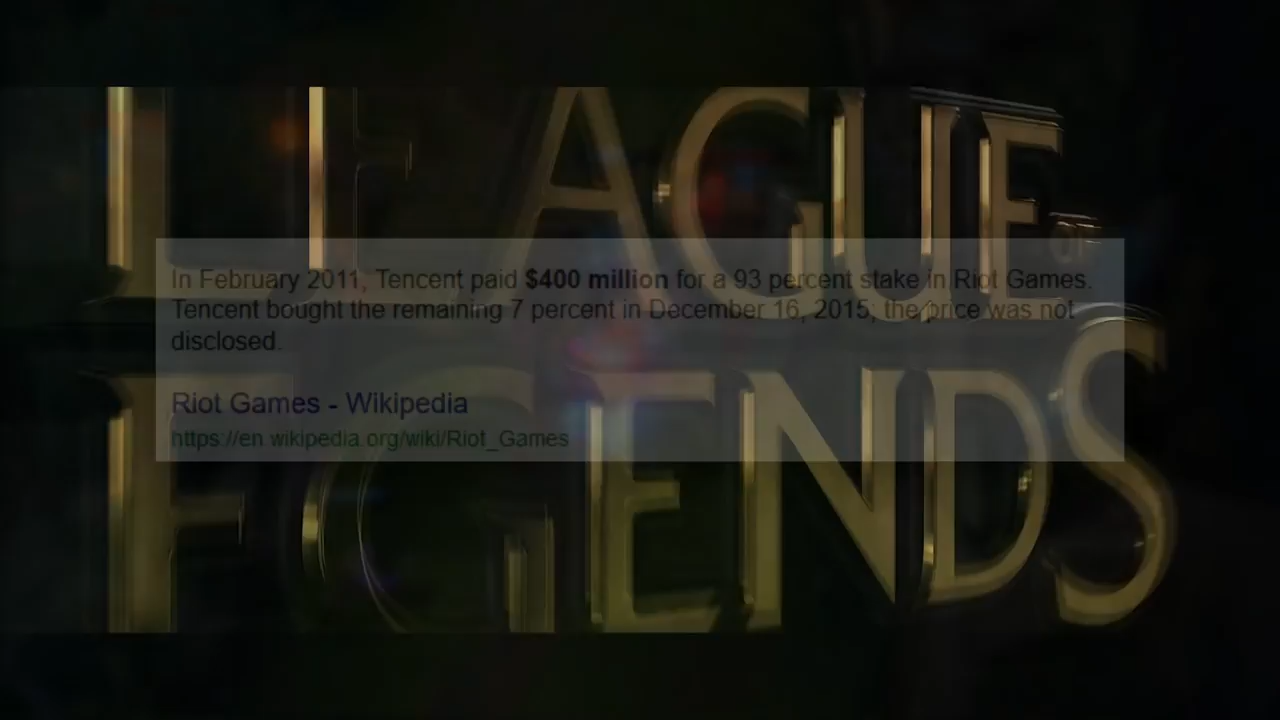 LEAGUE
OF
LEGENDS
In February 2011, Tencent paid $400 million for a 93 percent stake in Riot Games.
Tencent bought the remaining 7 percent in December 16, 2015, the price was not
disclosed.
Riot Games - Wikipedia
https://en.wikipedia.org/wiki/Riot_Games